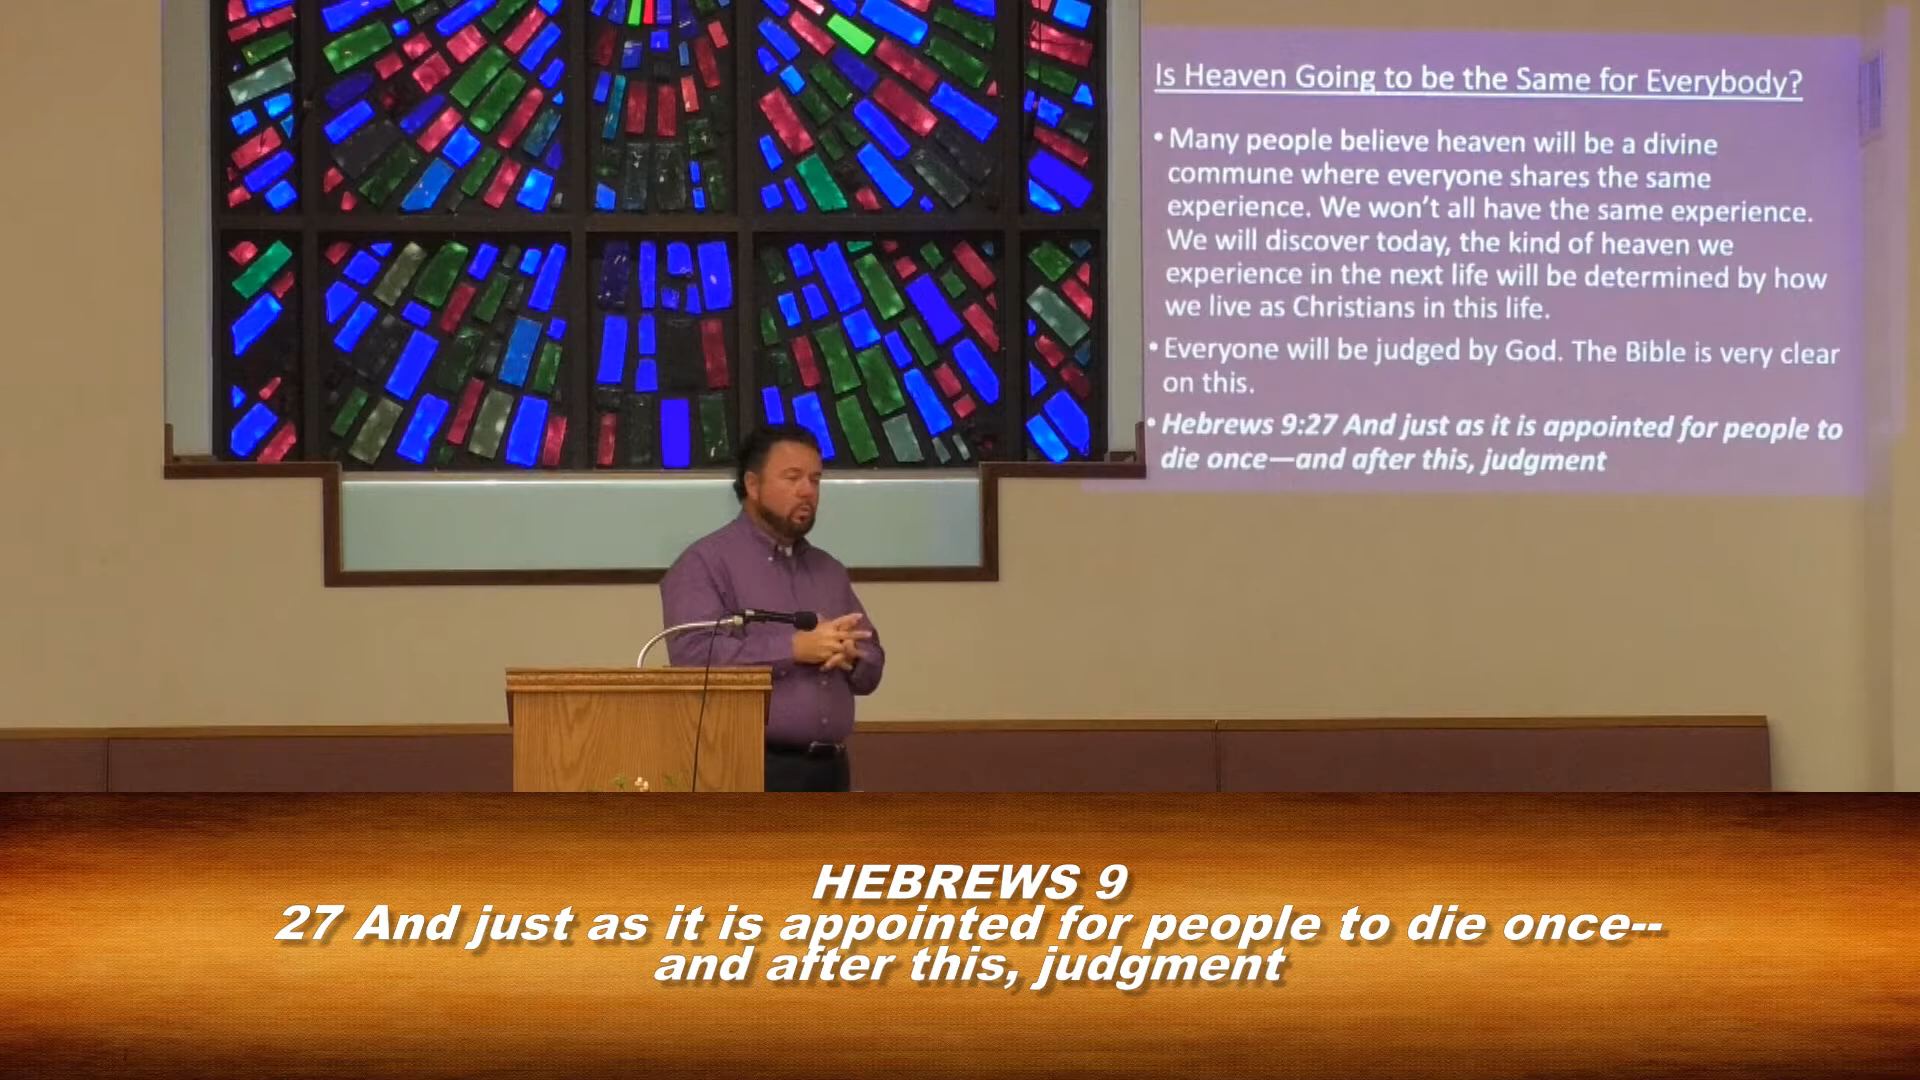 Is Heaven Going to be the Same for Everybody?
• Many people believe heaven will be a divine
commune where everyone shares the same
experience. We won't all have the same experience.
We will discover today, the kind of heaven we
experience in the next life will be determined by how
we live as Christians in this life.
• Everyone will be judged by God. The Bible is very clear
on this.
• Hebrews 9:27 And just as it is appointed for people to
die once—and after this, judgment
HEBREWS 9
27 And just as it is appointed for people to die once--
and after this, judgment